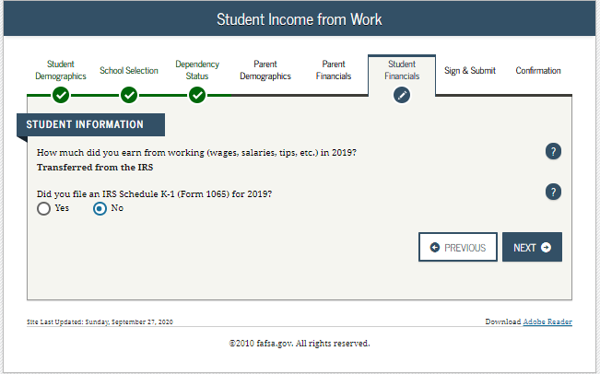 Student Income from Work
Student Demographics
School Selection
Dependency Status
Parent Demographics
Parent Financials
Student Financials
Sign & Submit
Confirmation
STUDENT INFORMATION
How much did you earn from working (wages, salaries, tips, etc.) in 2019?
?
Transferred from the IRS
Did you file an IRS Schedule K-1 (Form 1065) for 2019?
?
Yes No
PREVIOUS NEXT
Site Last Updated: Sunday, September 27, 2020
Download Adobe Reader
©2010 fafsa.gov. All rights reserved.